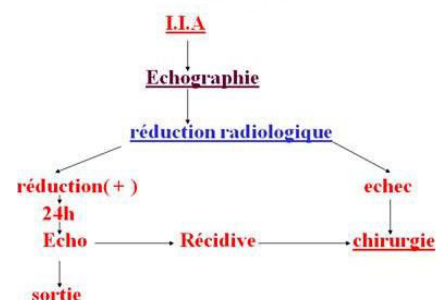 I.I.A
Echographie
réduction radiologique
réduction( + )
echec
24h
Echo
Récidive
chirurgie
sortie